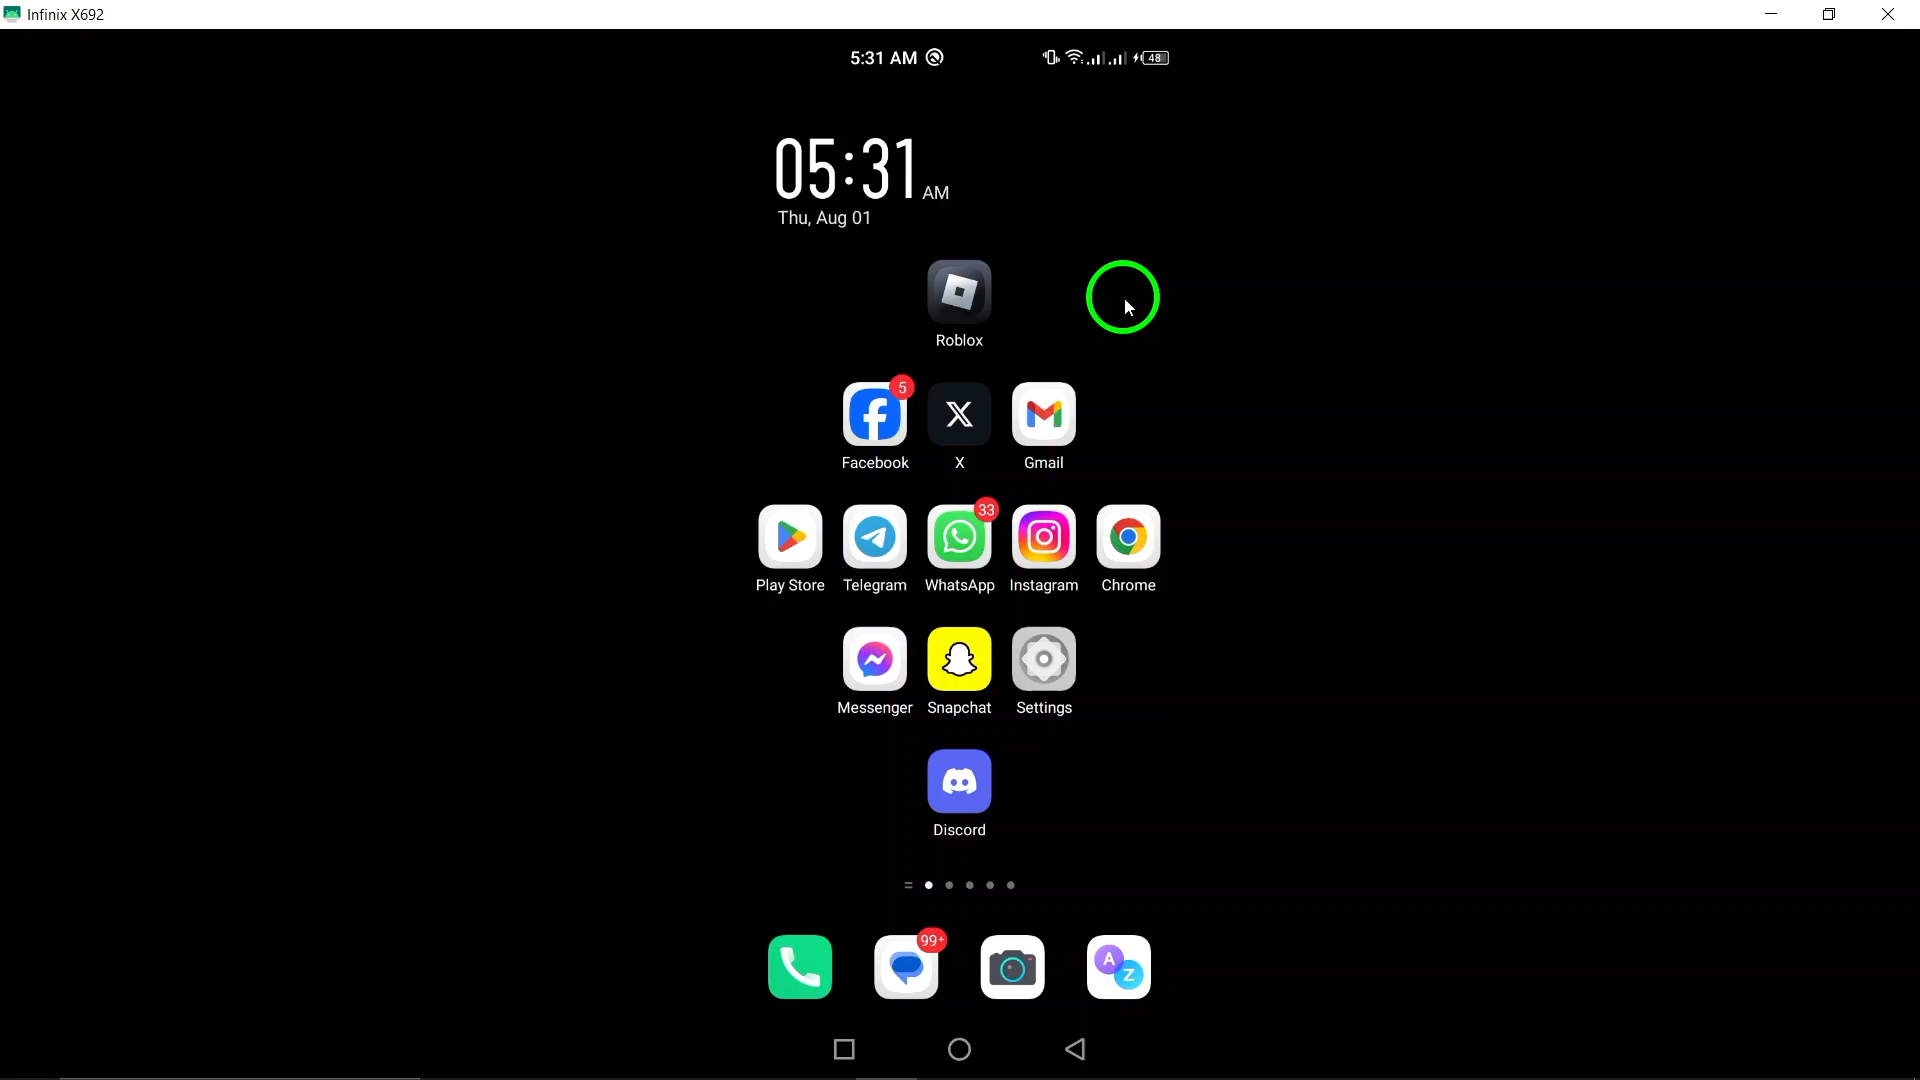 Infinix X692
5:31 AM
48
05:31 AM
Thu, Aug 01
Roblox
5
Facebook X Gmail
33
Play Store Telegram WhatsApp Instagram Chrome
Messenger Snapchat Settings
Discord
99+
A
Z